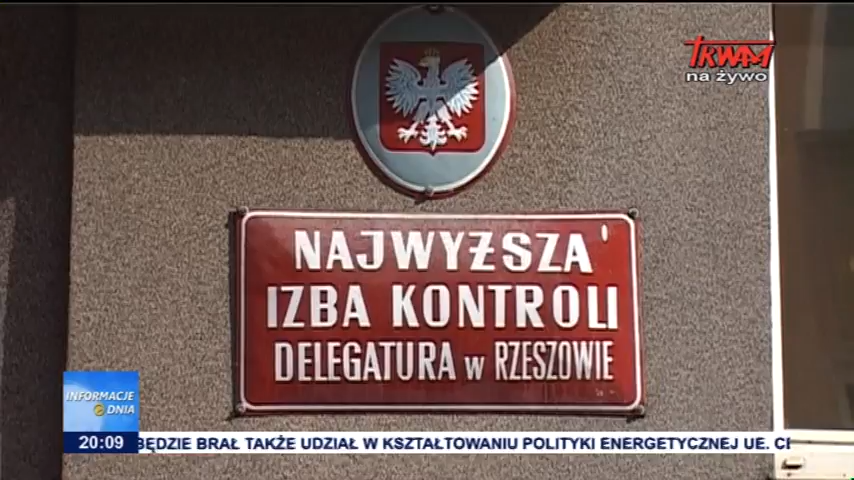 TRWAM
na żywo
NAJWYŻSZA
IZBA KONTROLI
DELEGATURA w RZESZOWIE
INFORMACJE
DNIA
20:09 BĘDZIE BRAŁ TAKŻE UDZIAŁ W KSZTAŁTOWANIU POLITYKI ENERGETYCZNEJ UE.